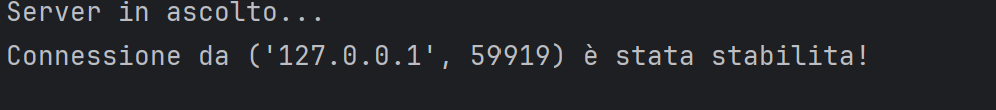 Server in ascolto...
Connessione da ('127.0.0.1', 59919) è stata stabilita!